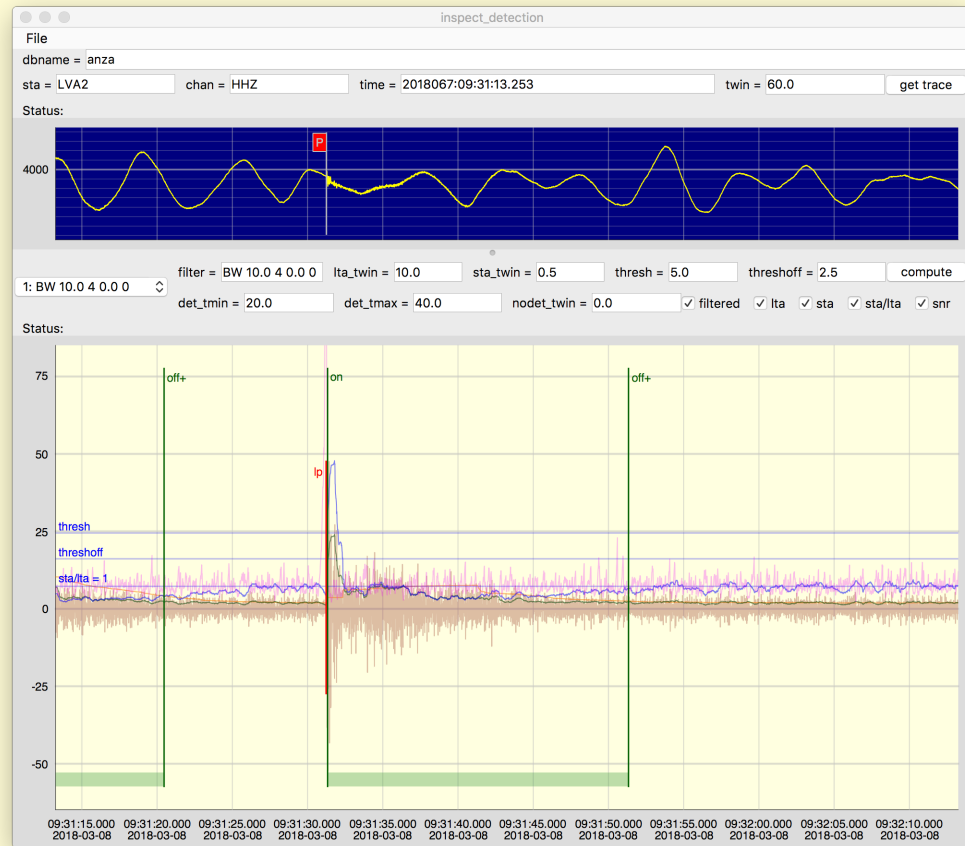 inspect_detection
File
dbname = anza
sta = LVA2 chan = HHZ time = 2018067:09:31:13.253 twin = 60.0 get trace
Status:
P
4000
filter = BW 10.0 4 0.0 0 lta_twin = 10.0 sta_twin = 0.5 thresh = 5.0 threshoff = 2.5 compute
1: BW 10.0 4 0.0 0
det_tmin = 20.0 det_tmax = 40.0 nodet_twin = 0.0 filtered lta sta sta/lta snr
Status:
75
off+ on off+
50
lp
25
thresh
threshoff
sta/lta = 1
0
-25
-50
09:31:15.000 09:31:20.000 09:31:25.000 09:31:30.000 09:31:35.000 09:31:40.000 09:31:45.000 09:31:50.000 09:31:55.000 09:32:00.000 09:32:05.000 09:32:10.000
2018-03-08 2018-03-08 2018-03-08 2018-03-08 2018-03-08 2018-03-08 2018-03-08 2018-03-08 2018-03-08 2018-03-08 2018-03-08 2018-03-08